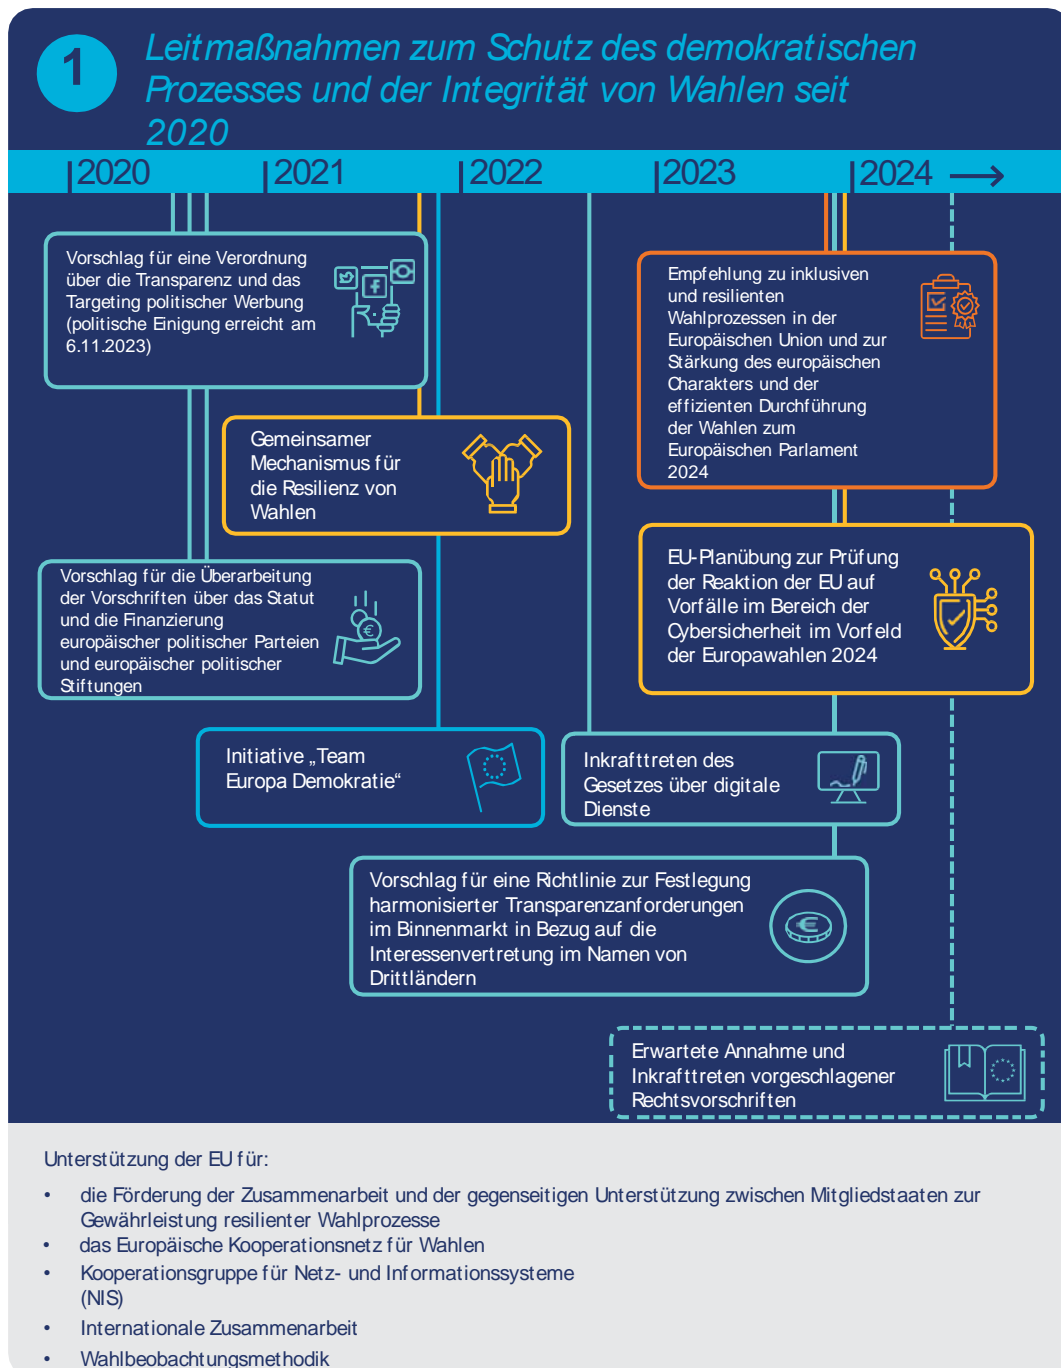 1
Leitmaßnahmen zum Schutz des demokratischen
Prozesses und der Integrität von Wahlen seit
2020
2020
2021
2022
2023
2024
Vorschlag für eine Verordnung
über die Transparenz und das
Targeting politischer Werbung
(politische Einigung erreicht am
6.11.2023)
Empfehlung zu inklusiven
und resilienten
Wahlprozessen in der
Europäischen Union und zur
Stärkung des europäischen
Charakters und der
effizienten Durchführung
der Wahlen zum
Europäischen Parlament
2024
Gemeinsamer
Mechanismus für
die Resilienz von
Wahlen
EU-Planübung zur Prüfung
der Reaktion der EU auf
Vorfälle im Bereich der
Cybersicherheit im Vorfeld
der Europawahlen 2024
Vorschlag für die Überarbeitung
der Vorschriften über das Statut
und die Finanzierung
europäischer politischer Parteien
und europäischer politischer
Stiftungen
Initiative „Team
Europa Demokratie“
Inkrafttreten des
Gesetzes über digitale
Dienste
Vorschlag für eine Richtlinie zur Festlegung
harmonisierter Transparenzanforderungen
im Binnenmarkt in Bezug auf die
Interessenvertretung im Namen von
Drittländern
Erwartete Annahme und
Inkrafttreten vorgeschlagener
Rechtsvorschriften
Unterstützung der EU für:
• die Förderung der Zusammenarbeit und der gegenseitigen Unterstützung zwischen Mitgliedstaaten zur
Gewährleistung resilienter Wahlprozesse
• das Europäische Kooperationsnetz für Wahlen
• Kooperationsgruppe für Netz- und Informationssysteme
(NIS)
• Internationale Zusammenarbeit
• Wahlbeobachtungsmethodik